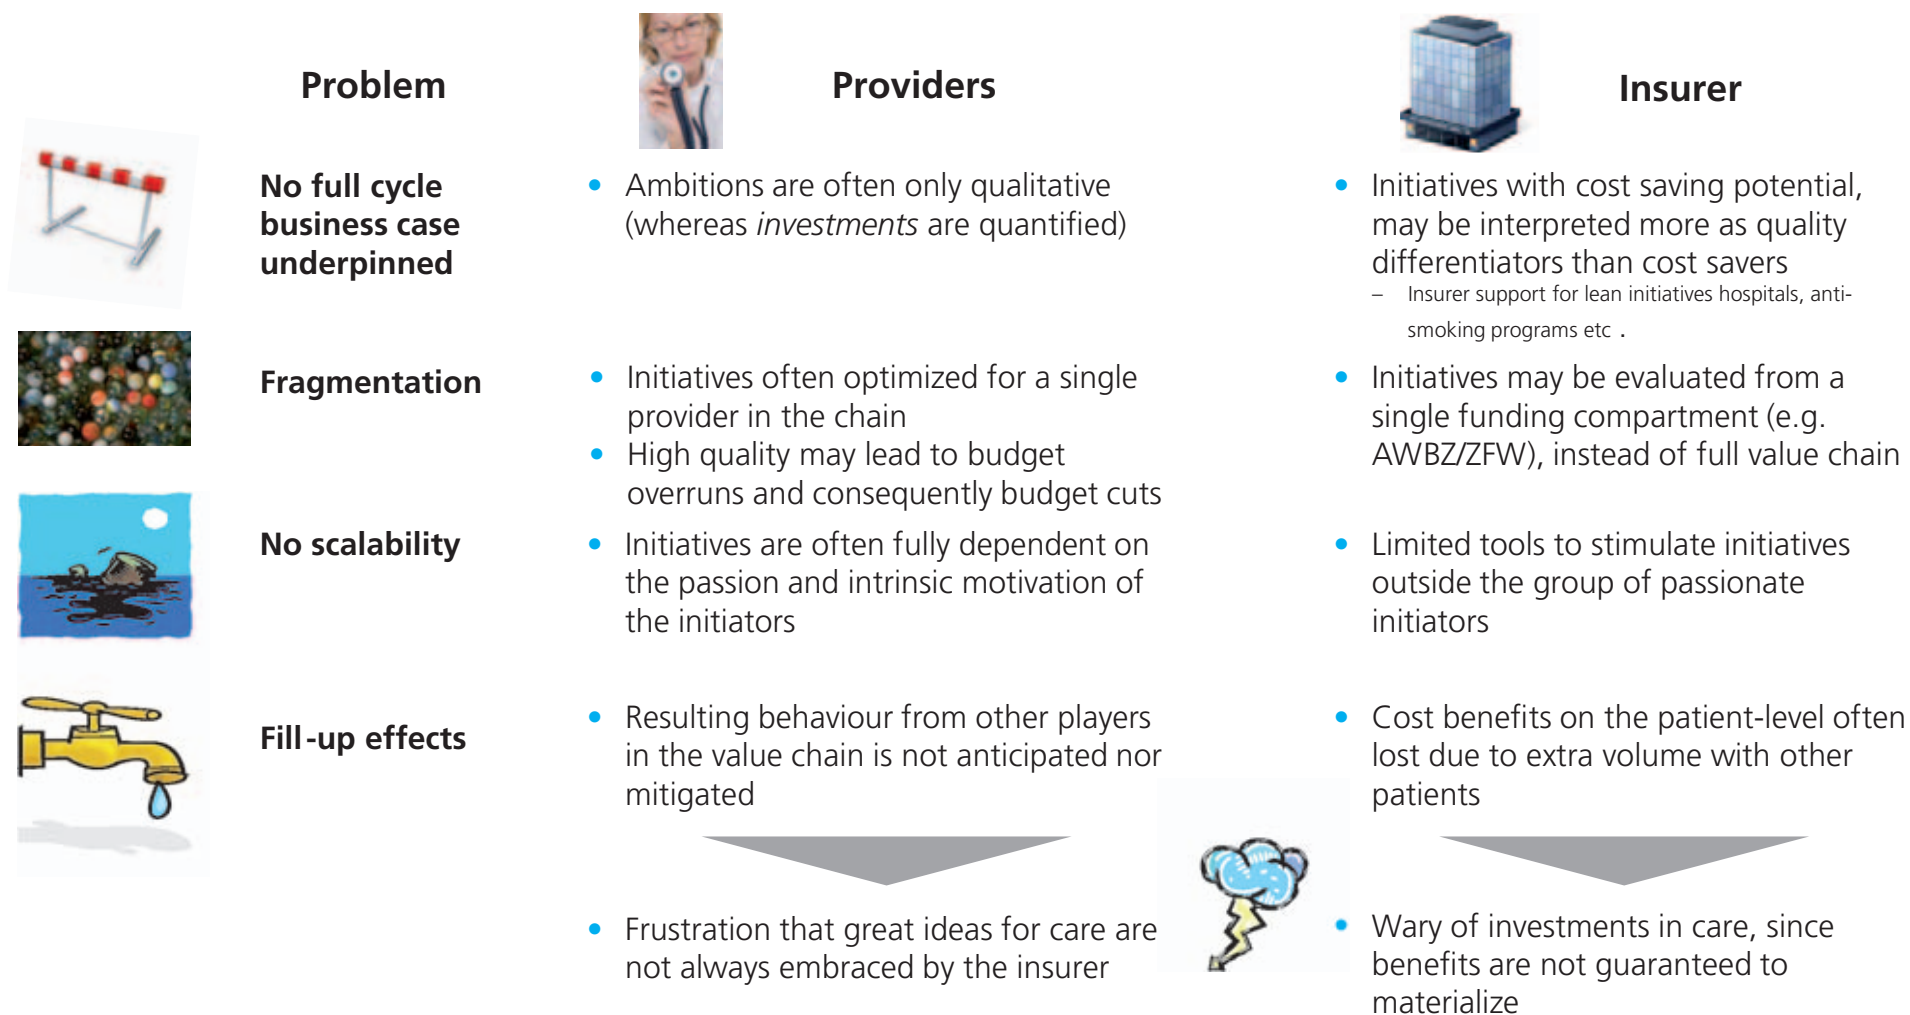 Problem
Providers
Insurer
No full cycle
business case
underpinned
• Ambitions are often only qualitative
(whereas investments are quantified)
• Initiatives with cost saving potential,
may be interpreted more as quality
differentiators than cost savers
– Insurer support for lean initiatives hospitals, anti-
smoking programs etc .
Fragmentation
• Initiatives often optimized for a single
provider in the chain
• High quality may lead to budget
overruns and consequently budget cuts
• Initiatives may be evaluated from a
single funding compartment (e.g.
AWBZ/ZFW), instead of full value chain
No scalability
• Initiatives are often fully dependent on
the passion and intrinsic motivation of
the initiators
• Limited tools to stimulate initiatives
outside the group of passionate
initiators
Fill-up effects
• Resulting behaviour from other players
in the value chain is not anticipated nor
mitigated
• Cost benefits on the patient-level often
lost due to extra volume with other
patients
• Frustration that great ideas for care are
not always embraced by the insurer
• Wary of investments in care, since
benefits are not guaranteed to
materialize